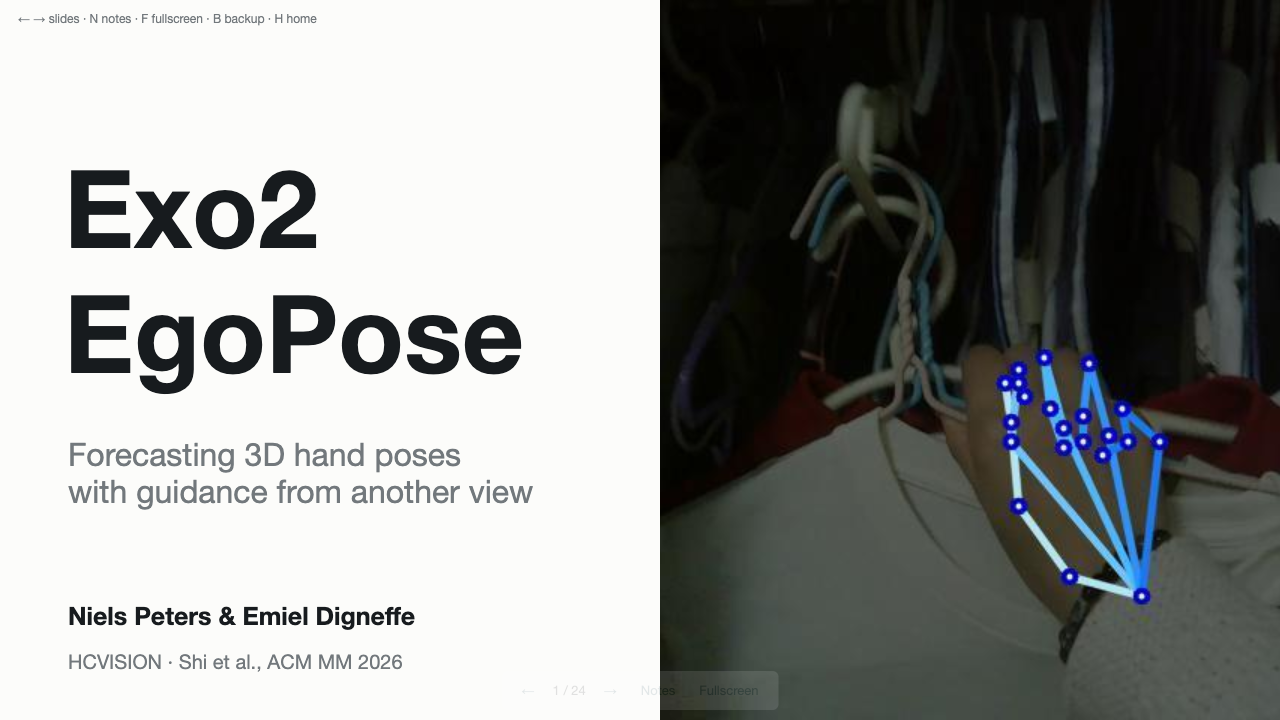 ← → slides · N notes · F fullscreen · B backup · H home
Exo2
EgoPose
Forecasting 3D hand poses
with guidance from another view
Niels Peters & Emiel Digneffe
HCVISION · Shi et al., ACM MM 2026
← 1 / 24 → Notes Fullscreen